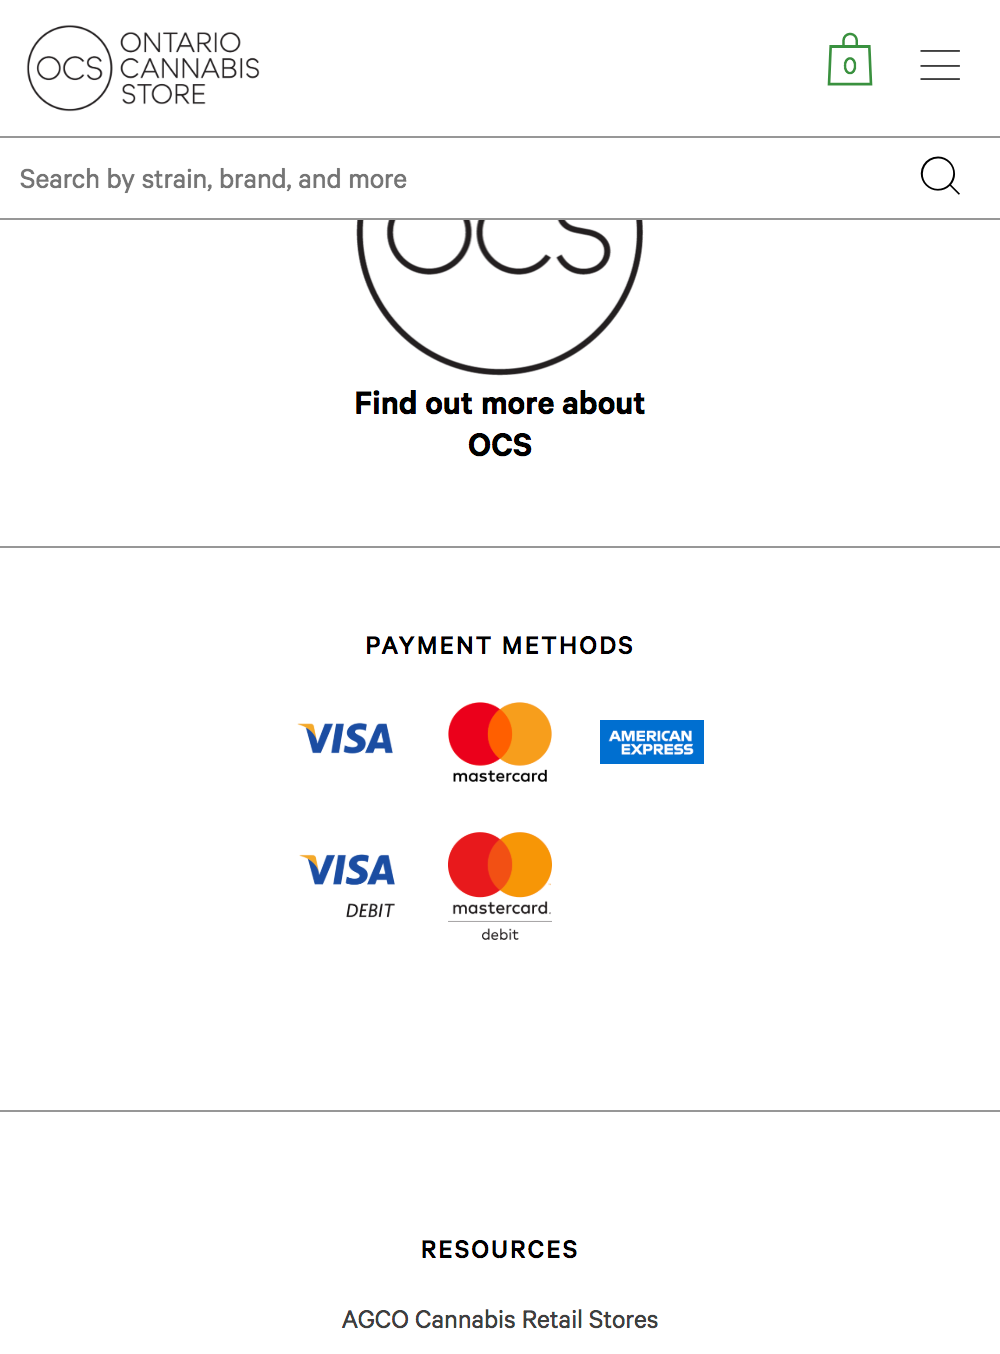 OCS
ONTARIO
CANNABIS
STORE
0
Search by strain, brand, and more
OCS
Find out more about
OCS
PAYMENT METHODS
VISA
mastercard
AMERICAN
EXPRESS
VISA
DEBIT
mastercard.
debit
RESOURCES
AGCO Cannabis Retail Stores